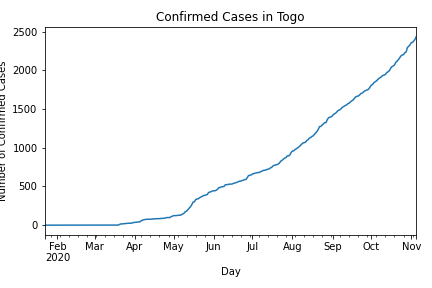 Confirmed Cases in Togo
Number of Confirmed Cases
2500
2000
1500
1000
500
0
Feb Mar Apr May Jun Jul Aug Sep Oct Nov
2020
Day